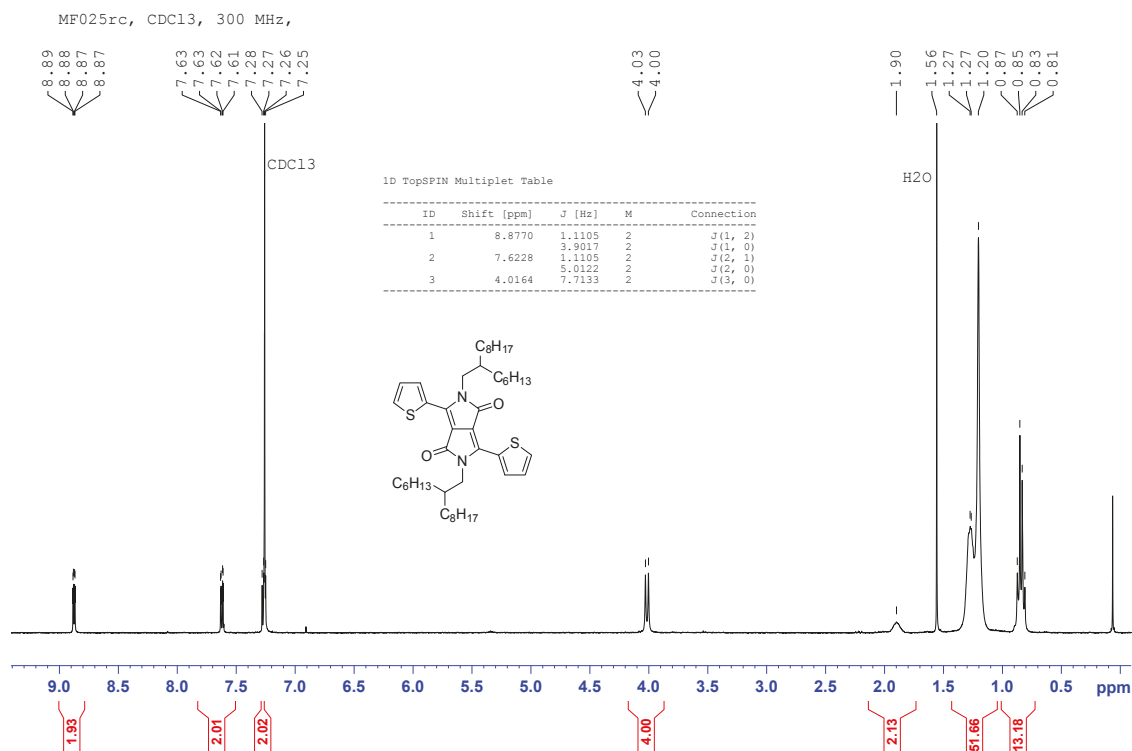 MF025rc, CDCl3, 300 MHz,
8.89
8.88
8.87
8.87
7.63
7.63
7.62
7.61
7.28
7.27
7.26
7.25
4.03
4.00
1.90
1.56
1.27
1.27
1.20
0.87
0.85
0.83
0.81
CDCl3
H2O
1D TopSPIN Multiplet Table
ID Shift [ppm] J [Hz] M Connection
1 8.8770 1.1105 2 J(1, 2)
3.9017 2 J(1, 0)
2 7.6228 1.1105 2 J(2, 1)
5.0122 2 J(2, 0)
3 4.0164 7.7133 2 J(3, 0)
C8H17
C6H13
N
O
S
S
O
N
C6H13
C8H17
9.0 8.5 8.0 7.5 7.0 6.5 6.0 5.5 5.0 4.5 4.0 3.5 3.0 2.5 2.0 1.5 1.0 0.5 ppm
1.93
2.01
2.02
4.00
2.13
51.66
13.18